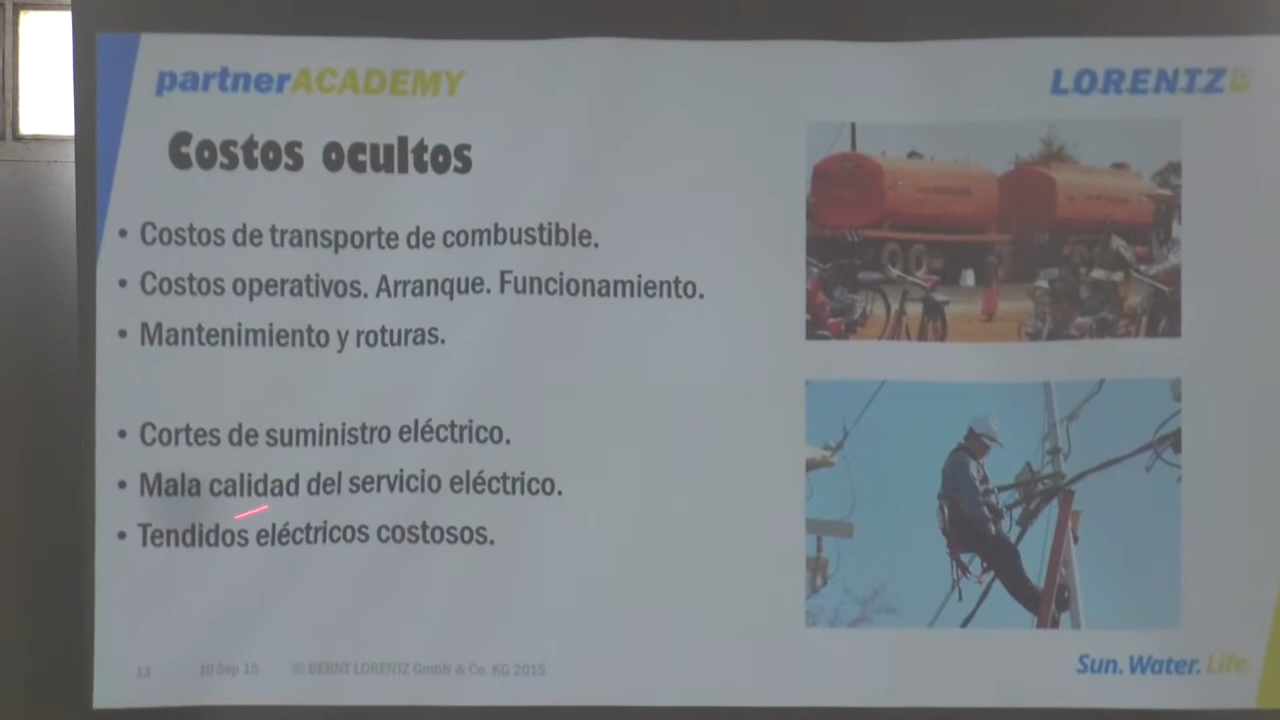 partnerACADEMY
LORENTZ
Costos ocultos
• Costos de transporte de combustible.
• Costos operativos. Arranque. Funcionamiento.
• Mantenimiento y roturas.
• Cortes de suministro eléctrico.
• Mala calidad del servicio eléctrico.
• Tendidos eléctricos costosos.
13 10 Sep 15 © BERNT LORENTZ GmbH & Co. KG 2015
Sun. Water. Life.